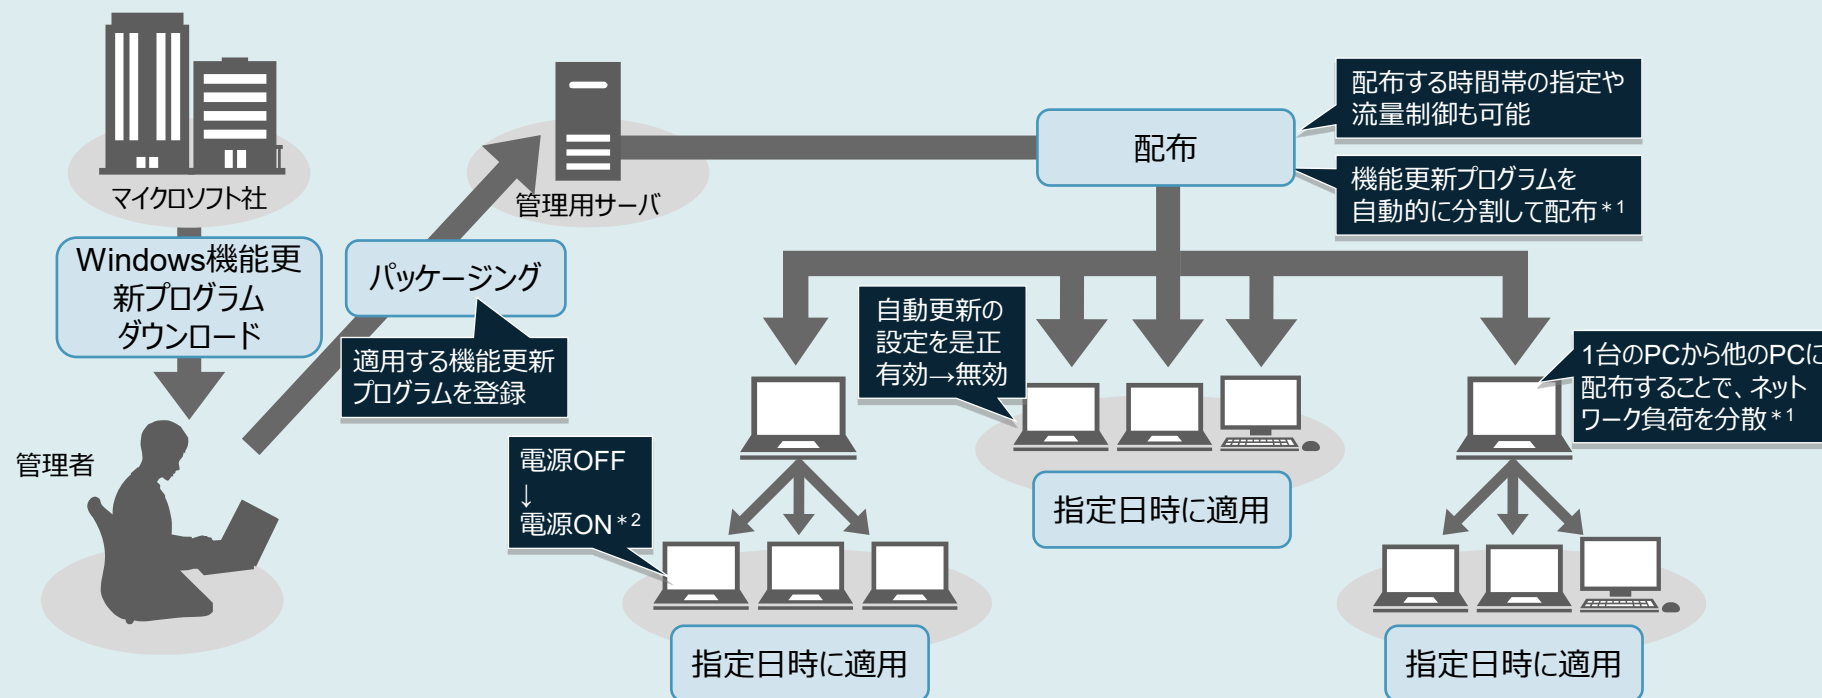 マイクロソフト社
Windows機能更
新プログラム
ダウンロード
管理者
パッケージング
適用する機能更新
プログラムを登録
管理用サーバ
配布
配布する時間帯の指定や
流量制御も可能
機能更新プログラムを
自動的に分割して配布*1
自動更新の
設定を是正
有効→無効
電源OFF
↓
電源ON*2
指定日時に適用
指定日時に適用
1台のPCから他のPCに
配布することで、ネット
ワーク負荷を分散*1
指定日時に適用